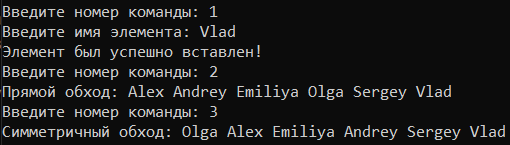 Введите номер команды: 1
Введите имя элемента: Vlad
Элемент был успешно вставлен!
Введите номер команды: 2
Прямой обход: Alex Andrey Emiliya Olga Sergey Vlad
Введите номер команды: 3
Симметричный обход: Olga Alex Emiliya Andrey Sergey Vlad